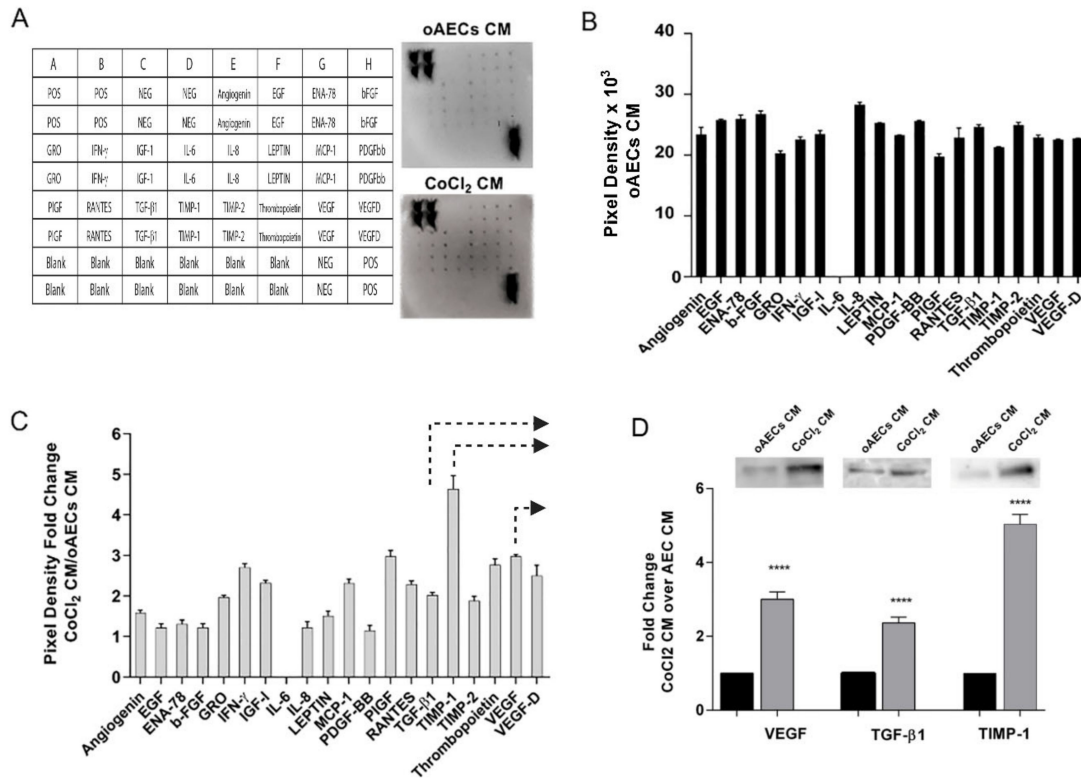 A
A B C D E F G H
POS POS NEG NEG Angiogenin EGF ENA-78 bFGF
POS POS NEG NEG Angiogenin EGF ENA-78 bFGF
GRO IFN-γ IGF-1 IL-6 IL-8 LEPTIN MCP-1 PDGFbb
GRO IFN-γ IGF-1 IL-6 IL-8 LEPTIN MCP-1 PDGFbb
PlGF RANTES TGF-β1 TIMP-1 TIMP-2 Thrombopoietin VEGF VEGFD
PlGF RANTES TGF-β1 TIMP-1 TIMP-2 Thrombopoietin VEGF VEGFD
Blank Blank Blank Blank Blank Blank NEG POS
Blank Blank Blank Blank Blank Blank NEG POS
oAECs CM
CoCl₂ CM
B
Pixel Density x 10³
oAECs CM
40
30
20
10
0
Angiogenin
EGF
ENA-78
b-FGF
GRO
IFN-γ
IGF-I
IL-6
IL-8
LEPTIN
MCP-1
PDGF-BB
PlGF
RANTES
TGF-β1
TIMP-1
TIMP-2
Thrombopoietin
VEGF
VEGF-D
C
Pixel Density Fold Change
CoCl₂ CM/oAECs CM
6
5
4
3
2
1
0
Angiogenin
EGF
ENA-78
b-FGF
GRO
IFN-γ
IGF-I
IL-6
IL-8
LEPTIN
MCP-1
PDGF-BB
PlGF
RANTES
TGF-β1
TIMP-1
TIMP-2
Thrombopoietin
VEGF
VEGF-D
D
oAECs CM
CoCl₂ CM
oAECs CM
CoCl₂ CM
oAECs CM
CoCl₂ CM
Fold Change
CoCl2 CM over AEC CM
6
4
2
0
****
****
****
VEGF TGF-β1 TIMP-1